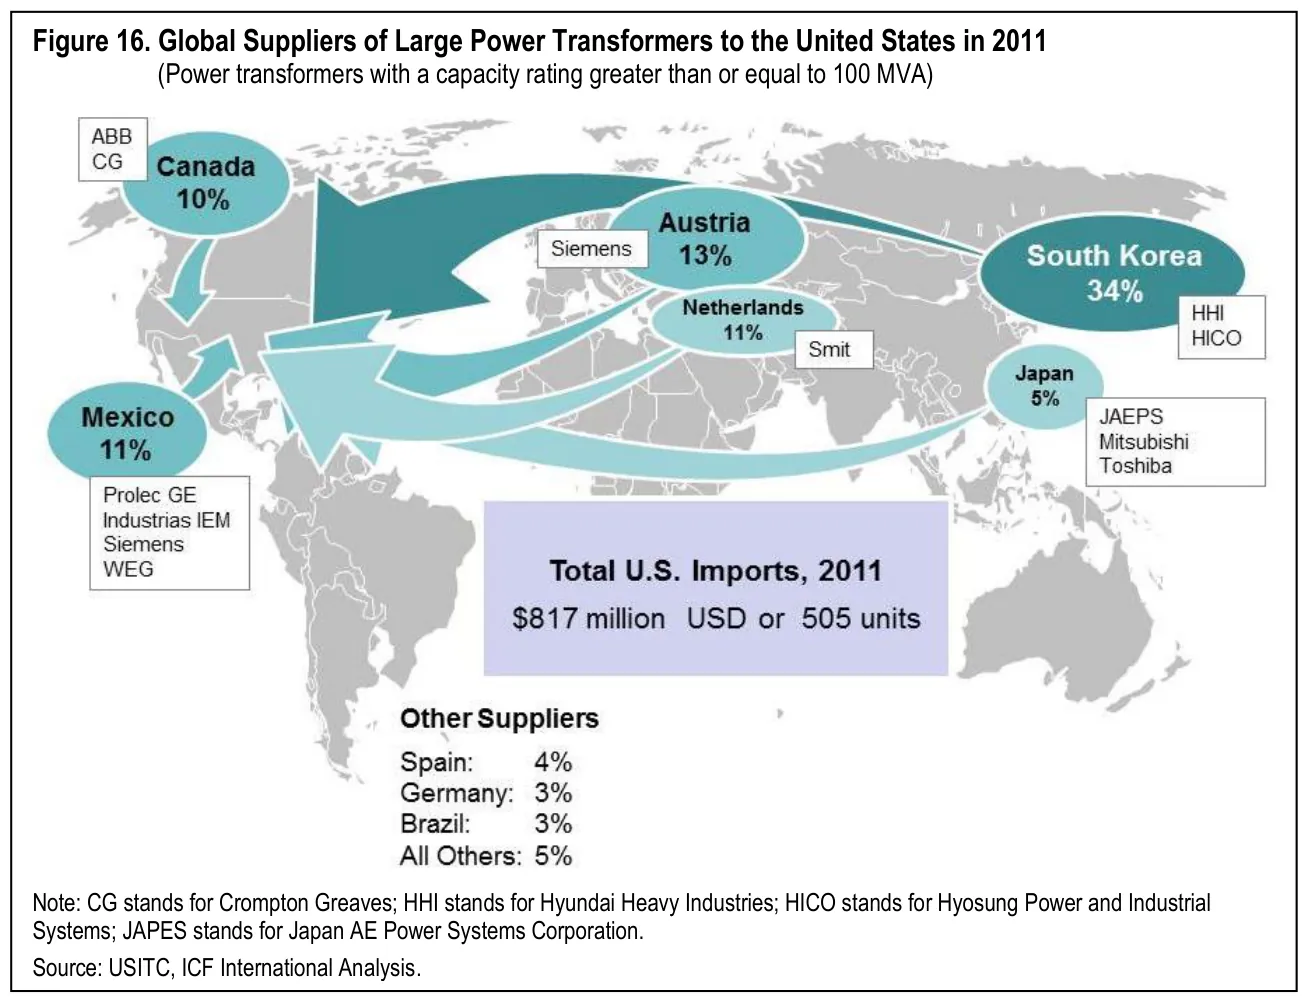 Figure 16. Global Suppliers of Large Power Transformers to the United States in 2011
(Power transformers with a capacity rating greater than or equal to 100 MVA)
ABB
CG
Canada
10%
Austria
13%
Siemens
South Korea
34%
HHI
HICO
Netherlands
11%
Smit
Japan
5%
JAEPS
Mitsubishi
Toshiba
Mexico
11%
Prolec GE
Industrias IEM
Siemens
WEG
Total U.S. Imports, 2011
$817 million USD or 505 units
Other Suppliers
Spain: 4%
Germany: 3%
Brazil: 3%
All Others: 5%
Note: CG stands for Crompton Greaves; HHI stands for Hyundai Heavy Industries; HICO stands for Hyosung Power and Industrial
Systems; JAPES stands for Japan AE Power Systems Corporation.
Source: USITC, ICF International Analysis.